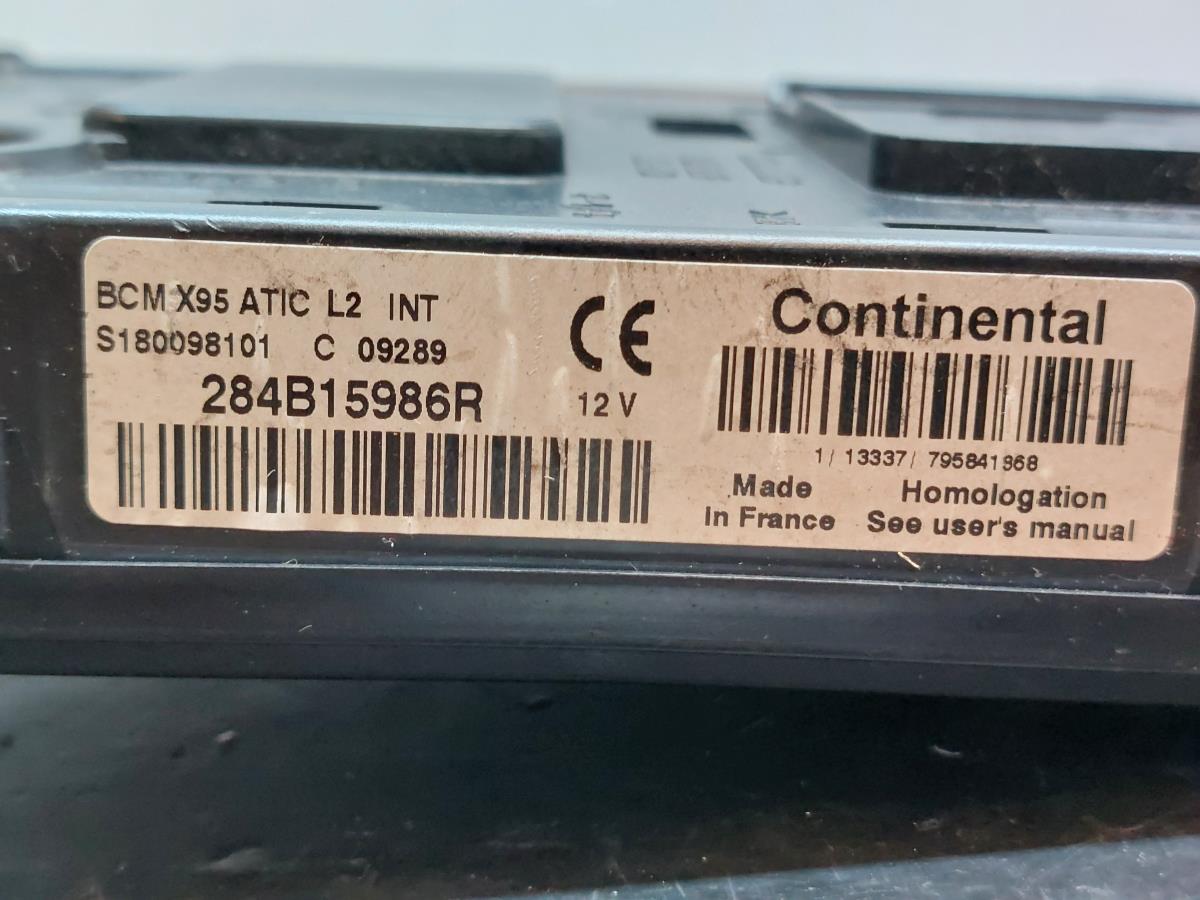 BCM X95 ATIC L2 INT
S180098101 C 09289
284B15986R
CE
12 V
Continental
1/ 13337/ 795841868
Made
in France
Homologation
See user's manual